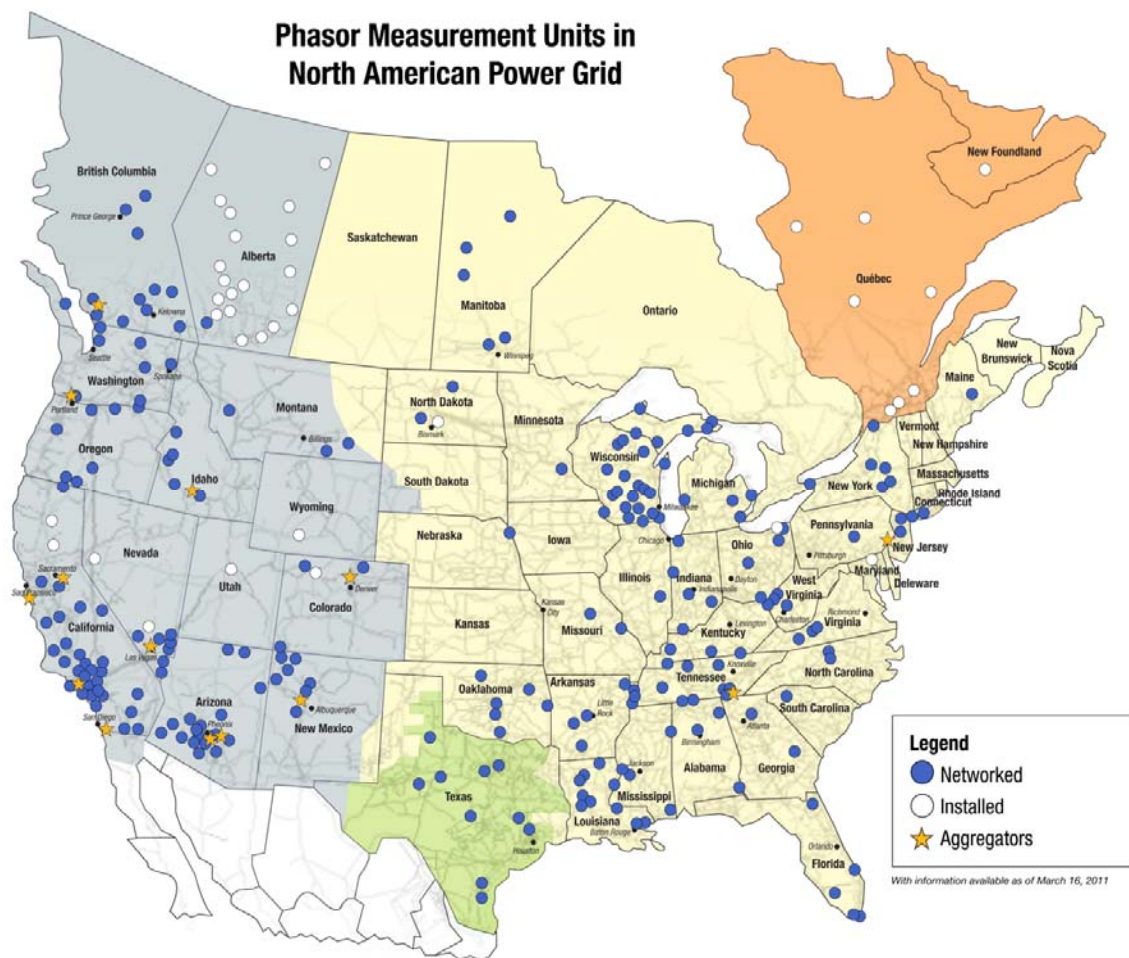 Phasor Measurement Units in
North American Power Grid
British Columbia
Prince George
Alberta
Saskatchewan
Manitoba
Ontario
New Foundland
Québec
Kelowna
Winnipeg
Seattle
Washington
Spokane
Portland
Oregon
Montana
Billings
Idaho
Wyoming
North Dakota
Bismark
South Dakota
Minnesota
Wisconsin
Milwaukee
Michigan
New Brunswick
Nova Scotia
Maine
Vermont
New Hampshire
Massachusetts
Rhode Island
Connecticut
New York
Pennsylvania
Pittsburgh
New Jersey
Maryland
Deleware
Nebraska
Iowa
Chicago
Illinois
Indiana
Indianapolis
Ohio
Dayton
West Virginia
Charleston
Richmond
Virginia
Nevada
Utah
Colorado
Denver
Sacramento
San Francisco
California
Las Vegas
Kansas
Kansas City
Missouri
Kentucky
Lexington
Knoxville
Tennessee
North Carolina
South Carolina
San Diego
Arizona
Pheonix
New Mexico
Albuquerque
Oklahoma
Arkansas
Little Rock
Birmingham
Atlanta
Alabama
Georgia
Jackson
Mississippi
Texas
Louisiana
Baton Rouge
Houston
Orlando
Florida
Legend
Networked
Installed
Aggregators
With information available as of March 16, 2011